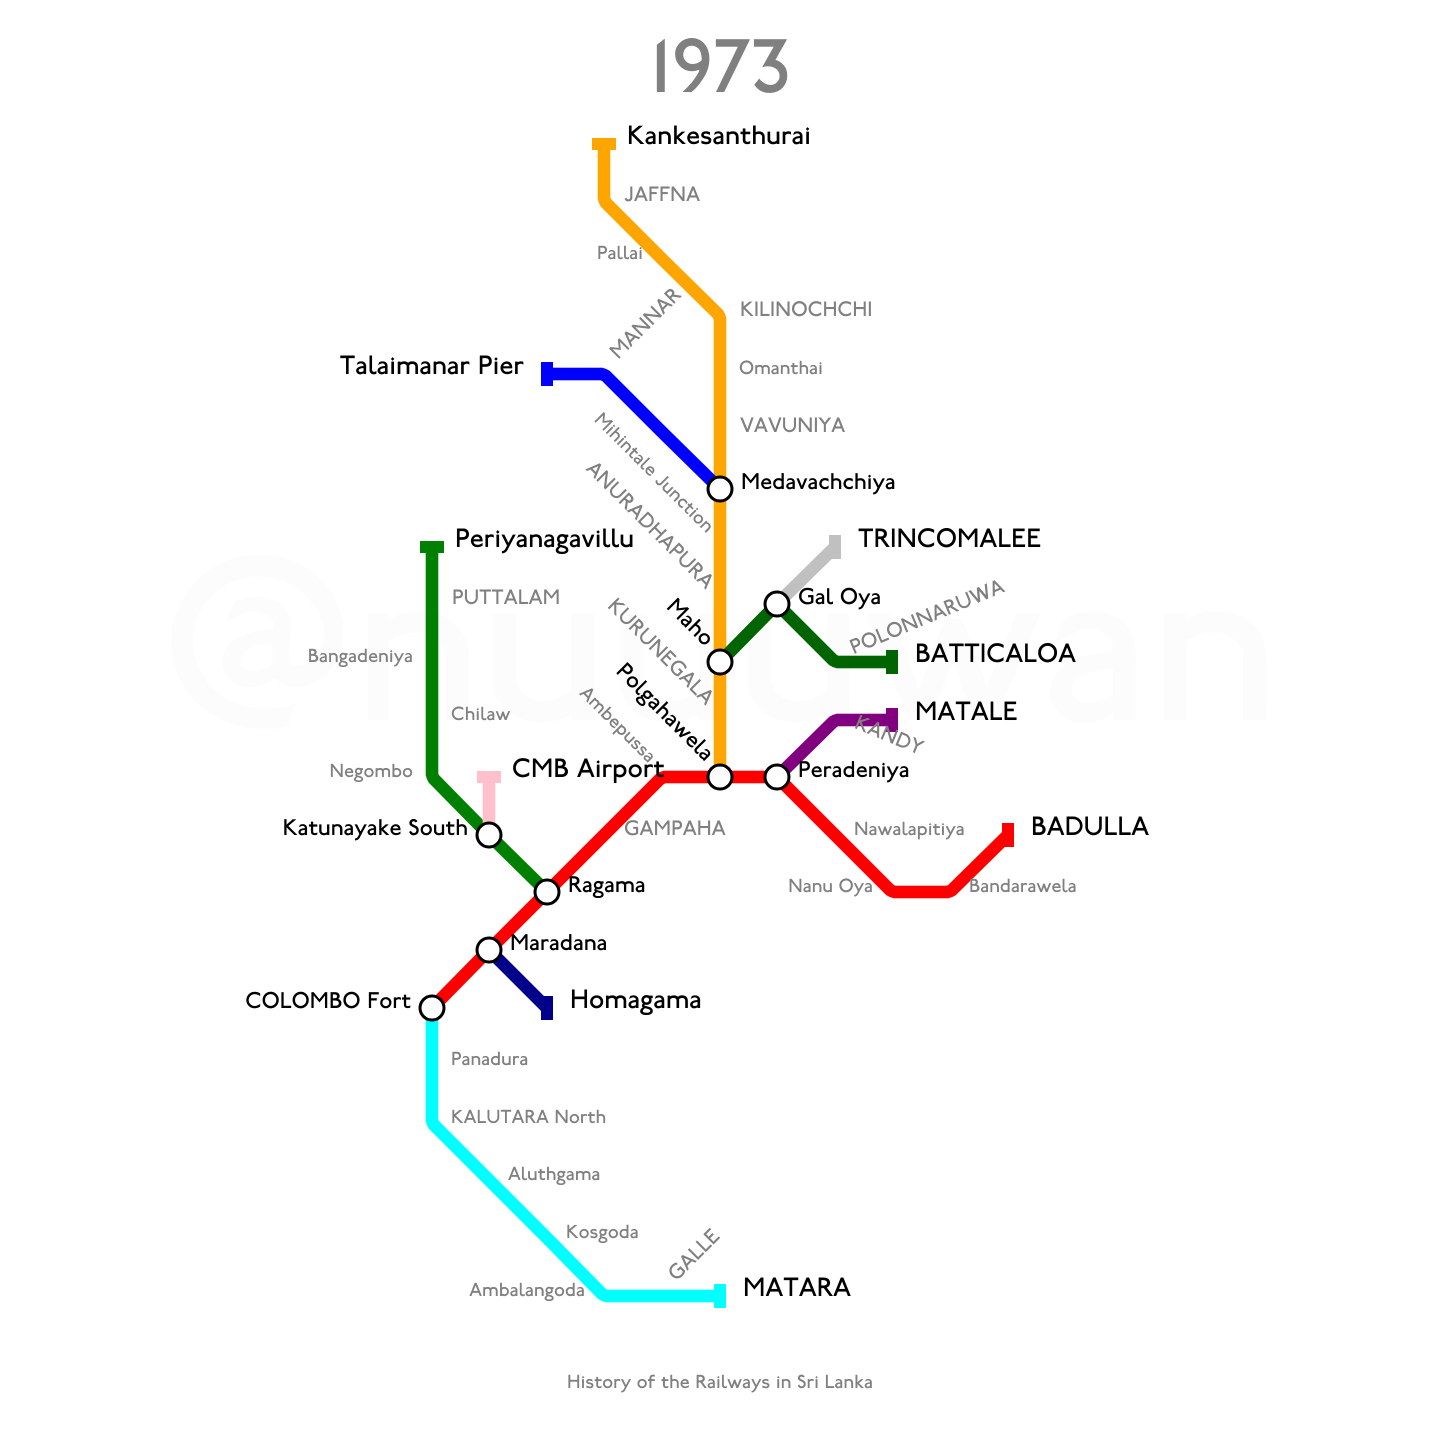 1973
Kankesanthurai
JAFFNA
Pallai
MANNAR
KILINOCHCHI
Talaimanar Pier
Omanthai
Mihintale Junction
VAVUNIYA
ANURADHAPURA
Medavachchiya
Periyanagavillu
TRINCOMALEE
PUTTALAM
Maho
Gal Oya
POLONNARUWA
@nuuuwan
KURUNEGALA
Bangadeniya
BATTICALOA
Polgahawela
Ambepussa
Chilaw
MATALE
KANDY
Negombo
CMB Airport
Peradeniya
Katunayake South
GAMPAHA
Nawalapitiya
BADULLA
Ragama
Nanu Oya
Bandarawela
Maradana
COLOMBO Fort
Homagama
Panadura
KALUTARA North
Aluthgama
Kosgoda
GALLE
Ambalangoda
MATARA
History of the Railways in Sri Lanka